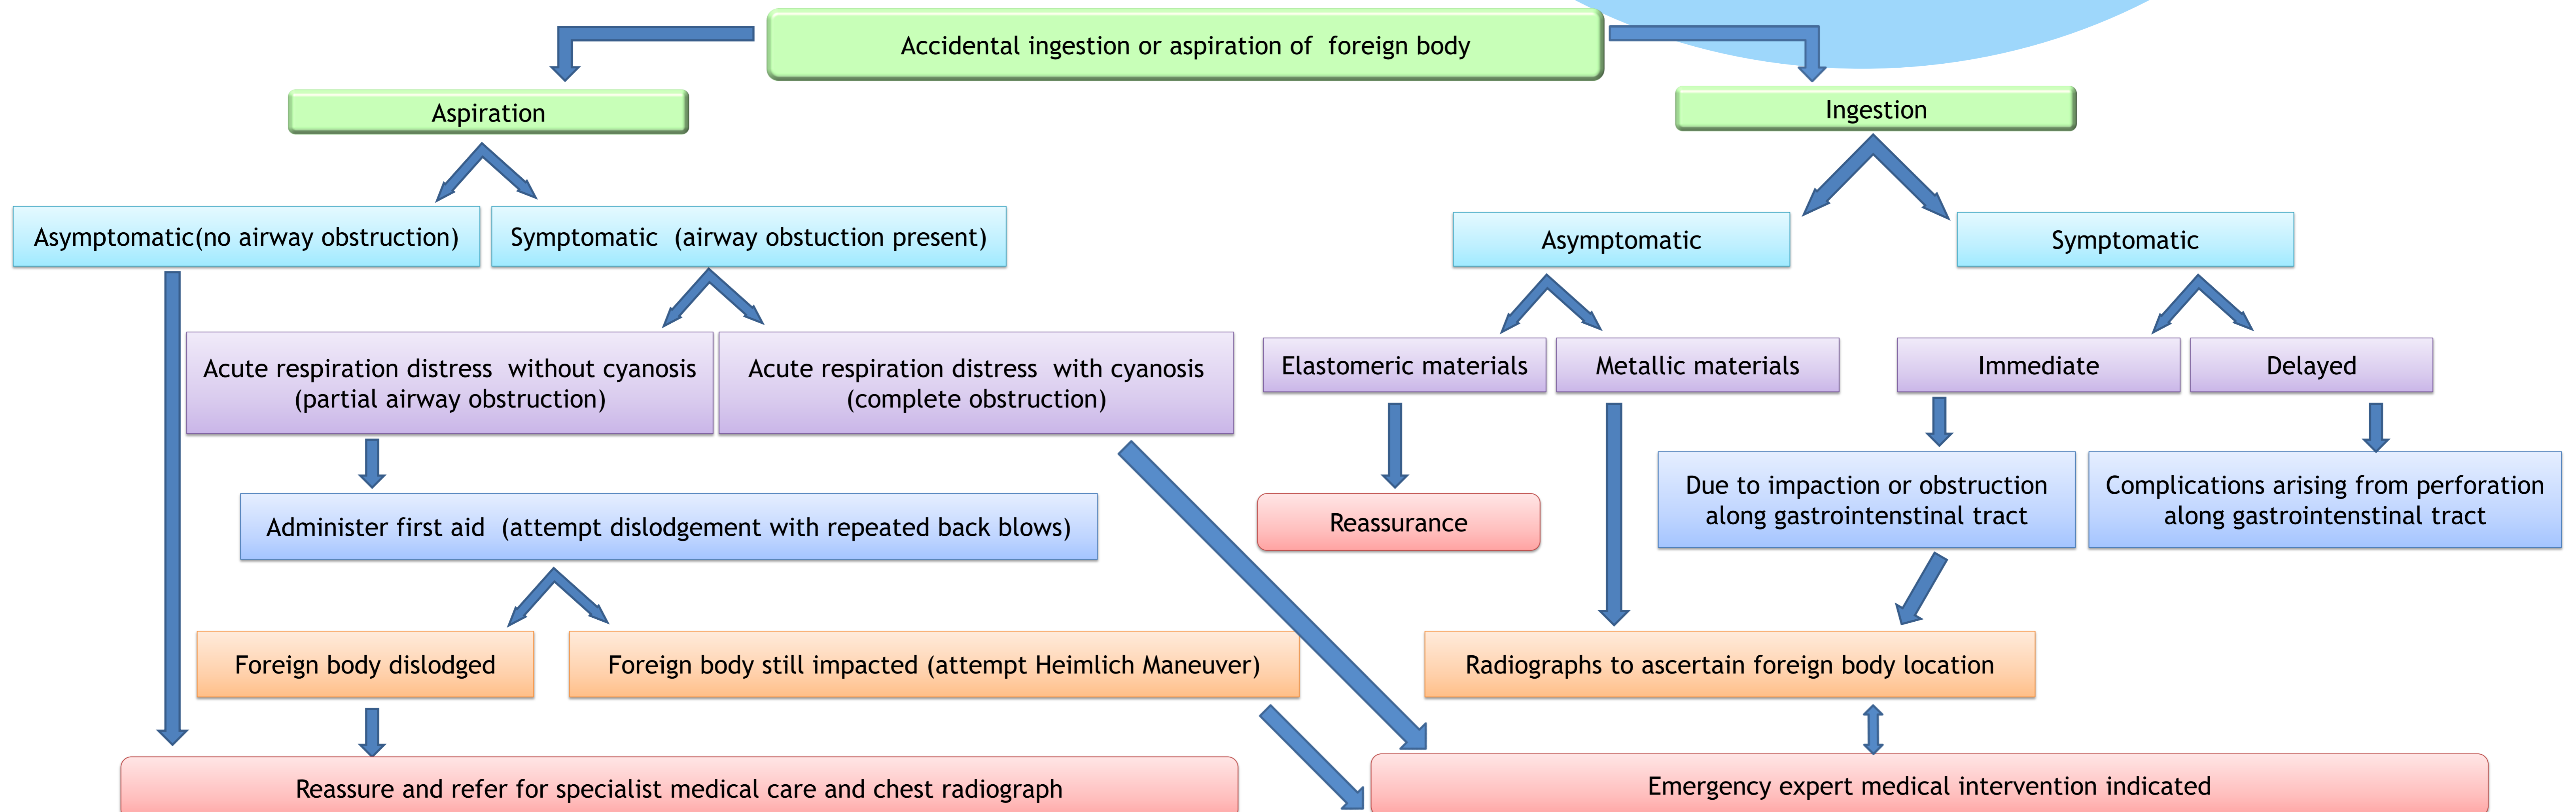 Accidental ingestion or aspiration of foreign body
Aspiration
Ingestion
Asymptomatic(no airway obstruction)
Symptomatic (airway obstuction present)
Asymptomatic
Symptomatic
Acute respiration distress without cyanosis
(partial airway obstruction)
Acute respiration distress with cyanosis
(complete obstruction)
Elastomeric materials
Metallic materials
Immediate
Delayed
Administer first aid (attempt dislodgement with repeated back blows)
Reassurance
Due to impaction or obstruction
along gastrointenstinal tract
Complications arising from perforation
along gastrointenstinal tract
Foreign body dislodged
Foreign body still impacted (attempt Heimlich Maneuver)
Radiographs to ascertain foreign body location
Reassure and refer for specialist medical care and chest radiograph
Emergency expert medical intervention indicated